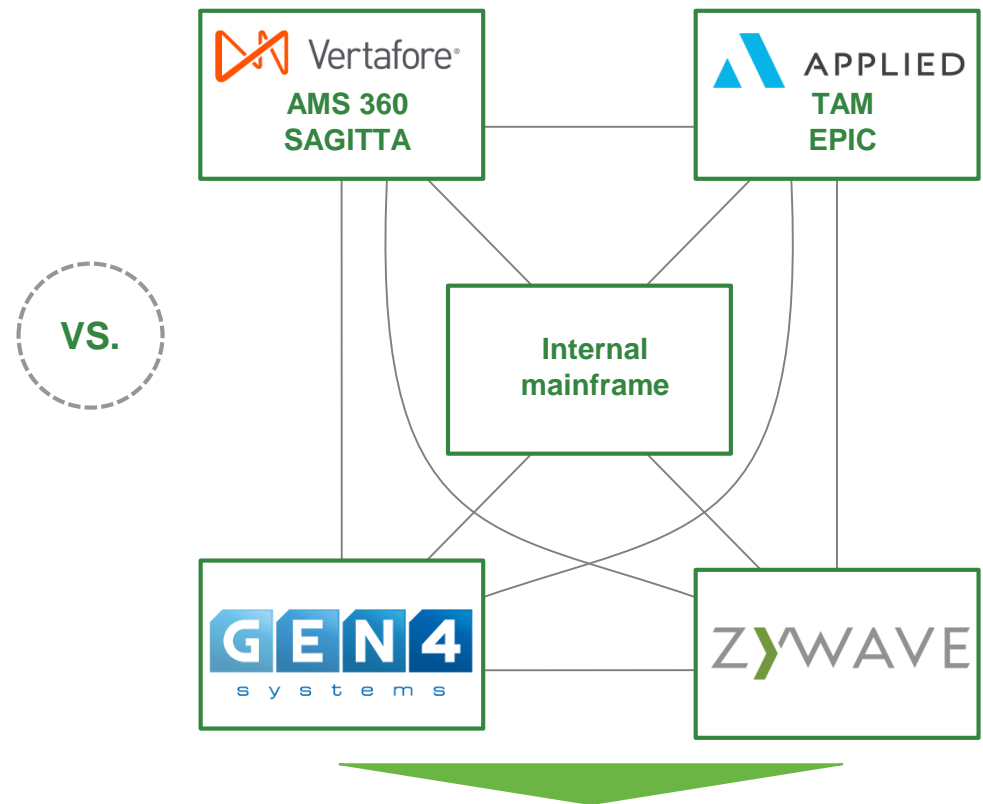 Vertafore®
AMS 360
SAGITTA
APPLIED
TAM
EPIC
VS.
Internal
mainframe
GEN4
systems
ZYWAVE